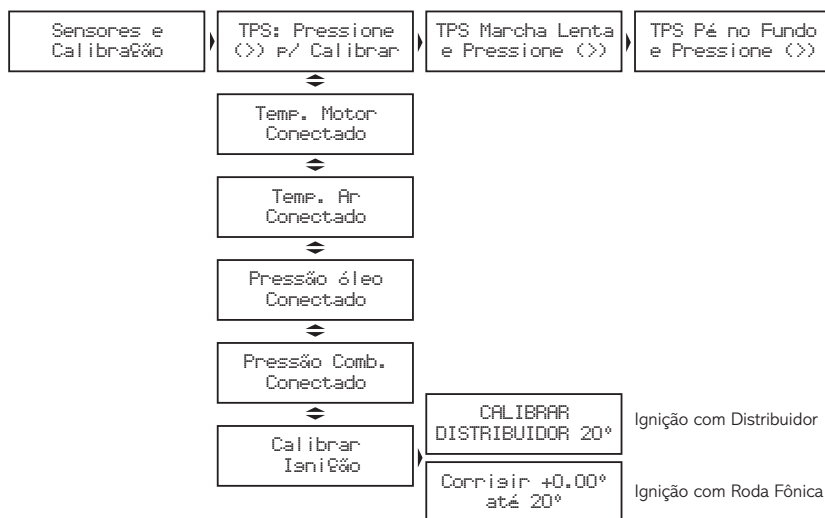 Sensores e
Calibração
TPS: Pressione
(>) p/ Calibrar
TPS Marcha Lenta
e Pressione (>)
TPS Pé no Fundo
e Pressione (>)
Temp. Motor
Conectado
Temp. Ar
Conectado
Pressão óleo
Conectado
Pressão Comb.
Conectado
Calibrar
Ignição
CALIBRAR
DISTRIBUIDOR 20°
Ignição com Distribuidor
Corrigir +0.00°
até 20°
Ignição com Roda Fônica